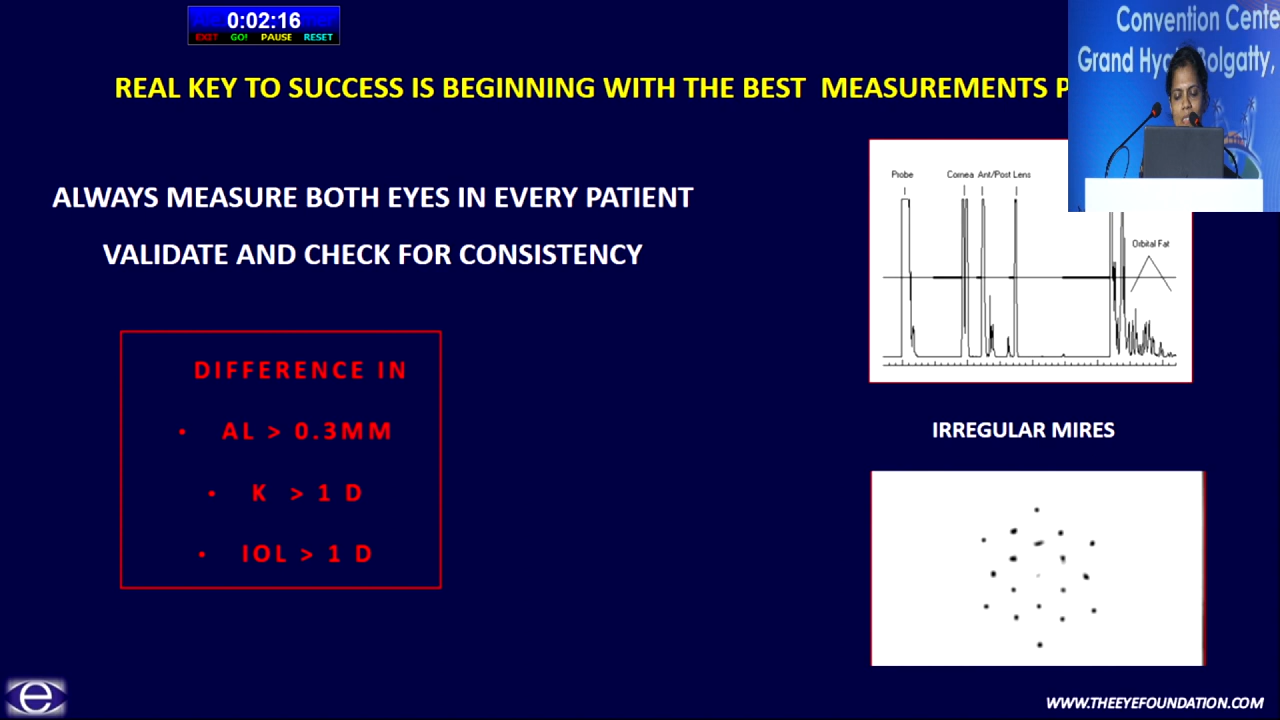 0:02:16
EXIT GO! PAUSE RESET
Convention Cente
Grand Hya Bolgatty,
REAL KEY TO SUCCESS IS BEGINNING WITH THE BEST MEASUREMENTS P
ALWAYS MEASURE BOTH EYES IN EVERY PATIENT
VALIDATE AND CHECK FOR CONSISTENCY
DIFFERENCE IN
• AL > 0.3MM
• K > 1 D
• IOL > 1 D
Probe Cornea Ant/Post Lens
Orbital Fat
IRREGULAR MIRES
e
WWW.THEEYEFOUNDATION.COM